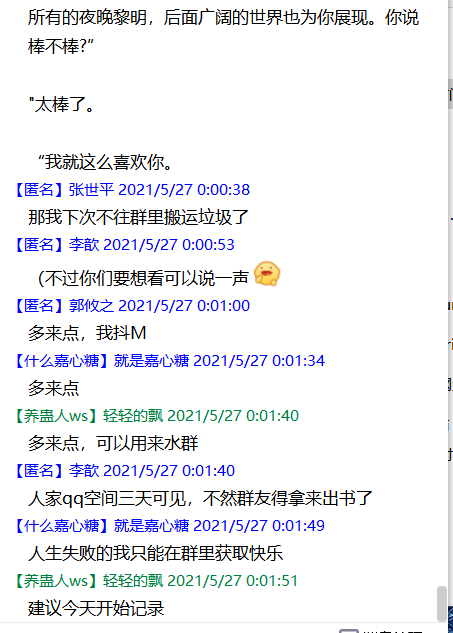 所有的夜晚黎明，后面广阔的世界也为你展现。你说
棒不棒?”
"太棒了。
“我就这么喜欢你。
【匿名】张世平 2021/5/27 0:00:38
那我下次不往群里搬运垃圾了
【匿名】李歆 2021/5/27 0:00:53
（不过你们要想看可以说一声
【匿名】郭攸之 2021/5/27 0:01:00
多来点，我抖M
【什么嘉心糖】就是嘉心糖 2021/5/27 0:01:34
多来点
【养蛊人ws】轻轻的飘 2021/5/27 0:01:40
多来点，可以用来水群
【匿名】李歆 2021/5/27 0:01:40
人家qq空间三天可见，不然群友得拿来出书了
【什么嘉心糖】就是嘉心糖 2021/5/27 0:01:49
人生失败的我只能在群里获取快乐
【养蛊人ws】轻轻的飘 2021/5/27 0:01:51
建议今天开始记录